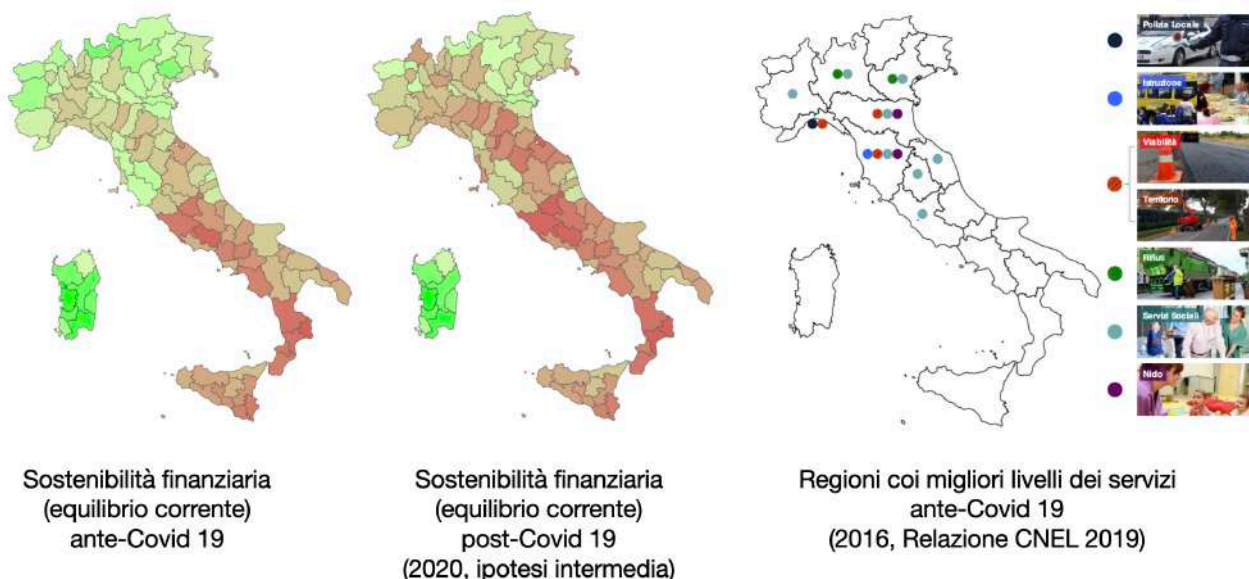 Polizia Locale
Istruzione
Viabilità
Territorio
Rifiuti
Servizi Sociali
Nido
Sostenibilità finanziaria
(equilibrio corrente)
ante-Covid 19
Sostenibilità finanziaria
(equilibrio corrente)
post-Covid 19
(2020, ipotesi intermedia)
Regioni coi migliori livelli dei servizi
ante-Covid 19
(2016, Relazione CNEL 2019)